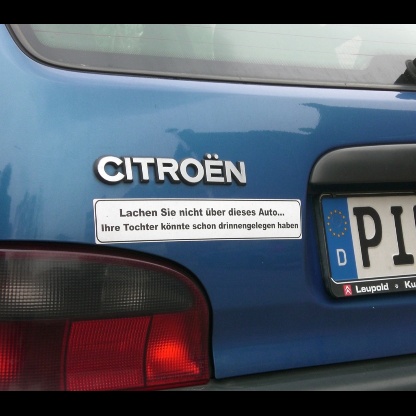 CITROËN
Lachen Sie nicht über dieses Auto...
Ihre Tochter könnte schon drinnengelegen haben
D
PI
Leupold